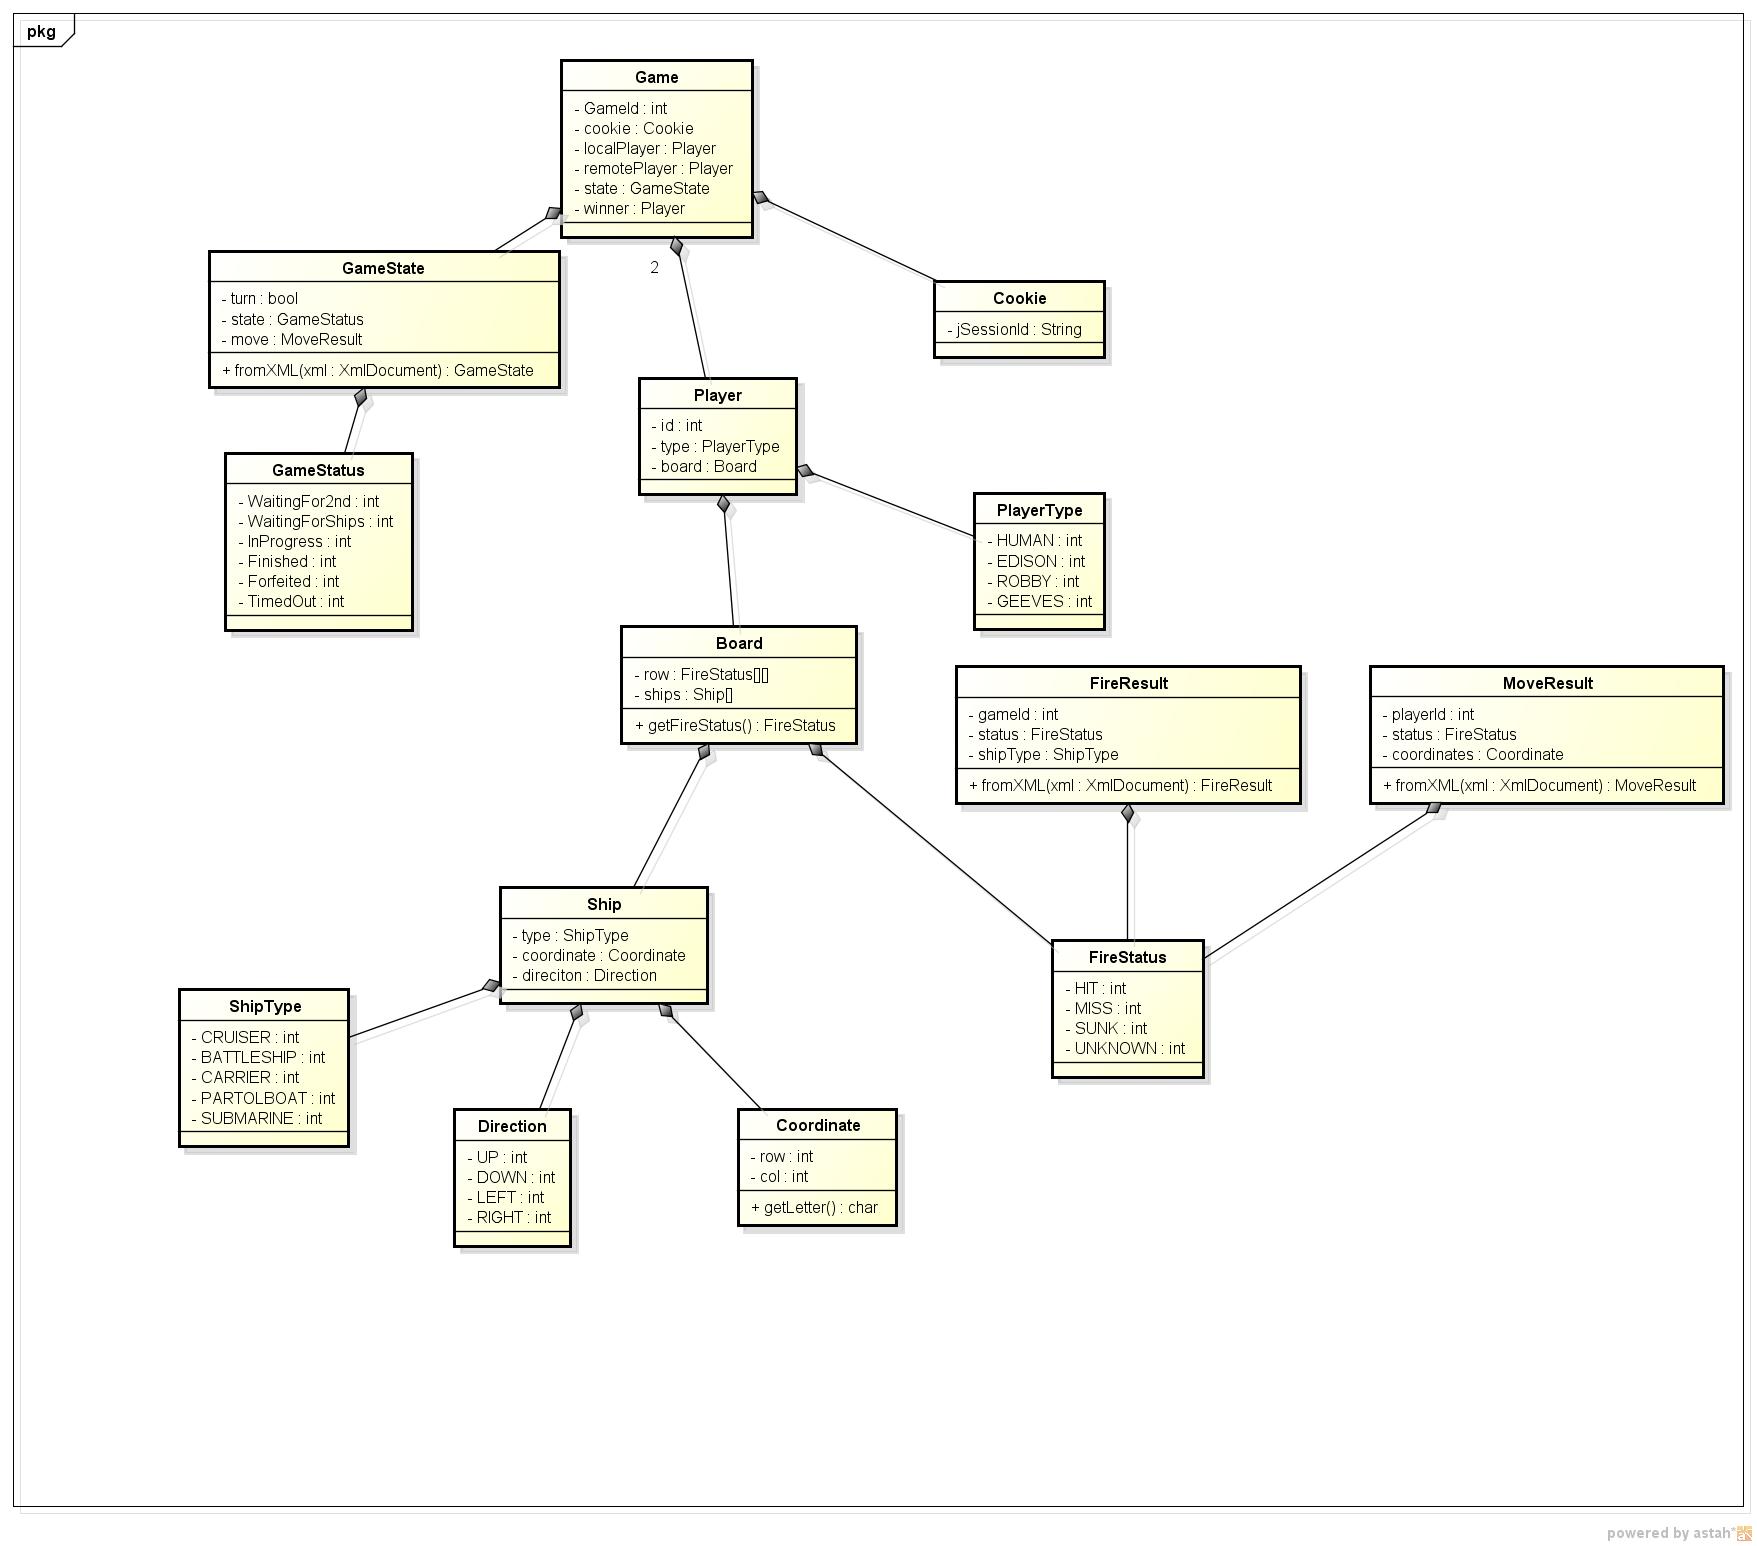 pkg
Game
- GameId : int
- cookie : Cookie
- localPlayer : Player
- remotePlayer : Player
- state : GameState
- winner : Player
2
GameState
- turn : bool
- state : GameStatus
- move : MoveResult
+ fromXML(xml : XmlDocument) : GameState
Cookie
- jSessionId : String
Player
- id : int
- type : PlayerType
- board : Board
GameStatus
- WaitingFor2nd : int
- WaitingForShips : int
- InProgress : int
- Finished : int
- Forfeited : int
- TimedOut : int
PlayerType
- HUMAN : int
- EDISON : int
- ROBBY : int
- GEEVES : int
Board
- row : FireStatus[][]
- ships : Ship[]
+ getFireStatus() : FireStatus
FireResult
- gameId : int
- status : FireStatus
- shipType : ShipType
+ fromXML(xml : XmlDocument) : FireResult
MoveResult
- playerId : int
- status : FireStatus
- coordinates : Coordinate
+ fromXML(xml : XmlDocument) : MoveResult
Ship
- type : ShipType
- coordinate : Coordinate
- direciton : Direction
FireStatus
- HIT : int
- MISS : int
- SUNK : int
- UNKNOWN : int
ShipType
- CRUISER : int
- BATTLESHIP : int
- CARRIER : int
- PARTOLBOAT : int
- SUBMARINE : int
Direction
- UP : int
- DOWN : int
- LEFT : int
- RIGHT : int
Coordinate
- row : int
- col : int
+ getLetter() : char
powered by astah*